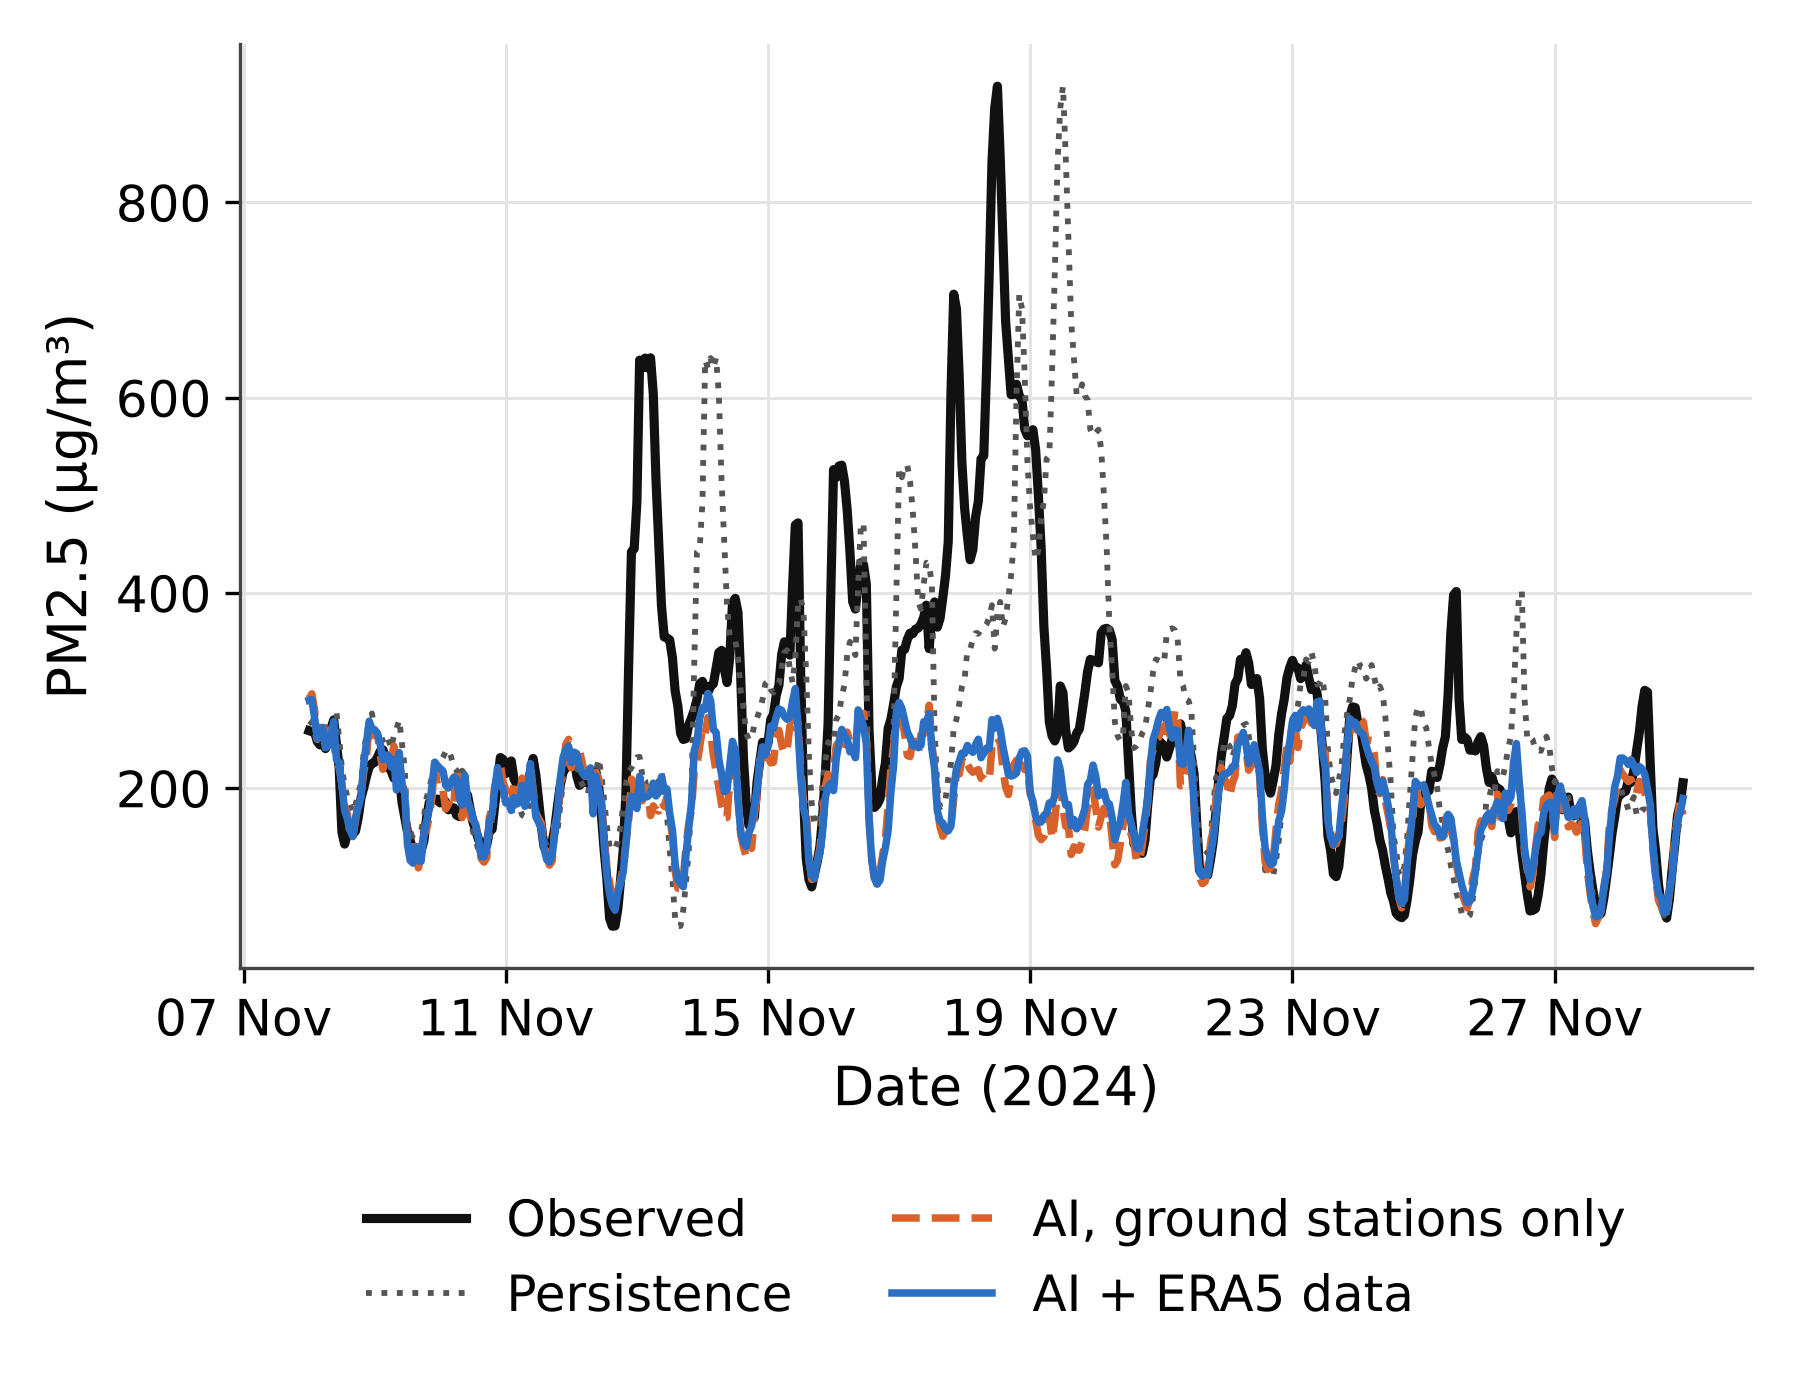 PM2.5 (µg/m³)
800
600
400
200
07 Nov 11 Nov 15 Nov 19 Nov 23 Nov 27 Nov
Date (2024)
Observed AI, ground stations only
Persistence AI + ERA5 data